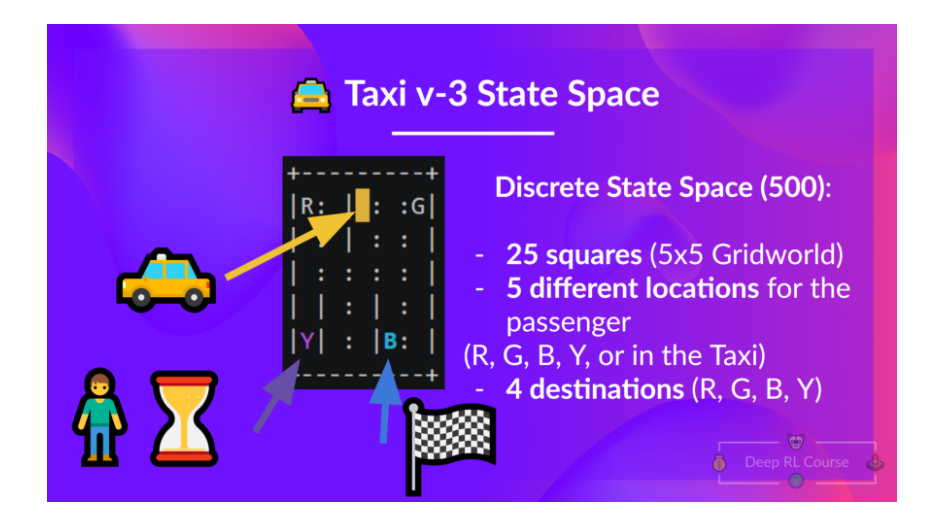 Taxi v-3 State Space
+---------+
|R: | : :G|
| : | : : |
| : : : : |
| | : | : |
|Y| : |B: |
+---------+
Discrete State Space (500):
- 25 squares (5x5 Gridworld)
- 5 different locations for the
passenger
(R, G, B, Y, or in the Taxi)
- 4 destinations (R, G, B, Y)
Deep RL Course